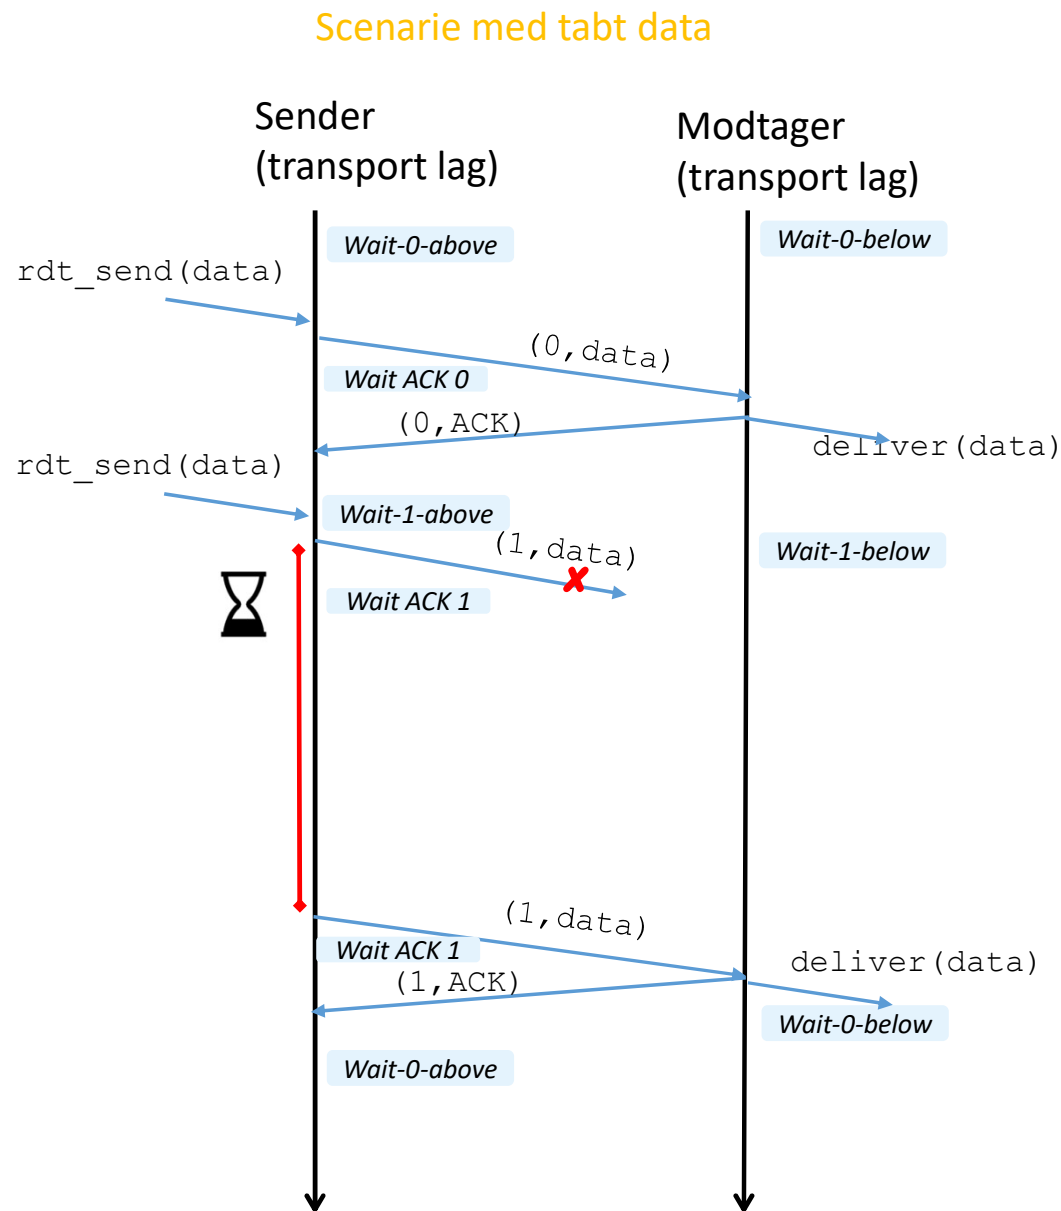 Scenarie med tabt data
Sender
(transport lag)
Modtager
(transport lag)
Wait-0-above
Wait-0-below
rdt_send(data)
(0,data)
Wait ACK 0
(0,ACK)
deliver(data)
rdt_send(data)
Wait-1-above
(1,data)
Wait-1-below
Wait ACK 1
(1,data)
Wait ACK 1
deliver(data)
(1,ACK)
Wait-0-below
Wait-0-above